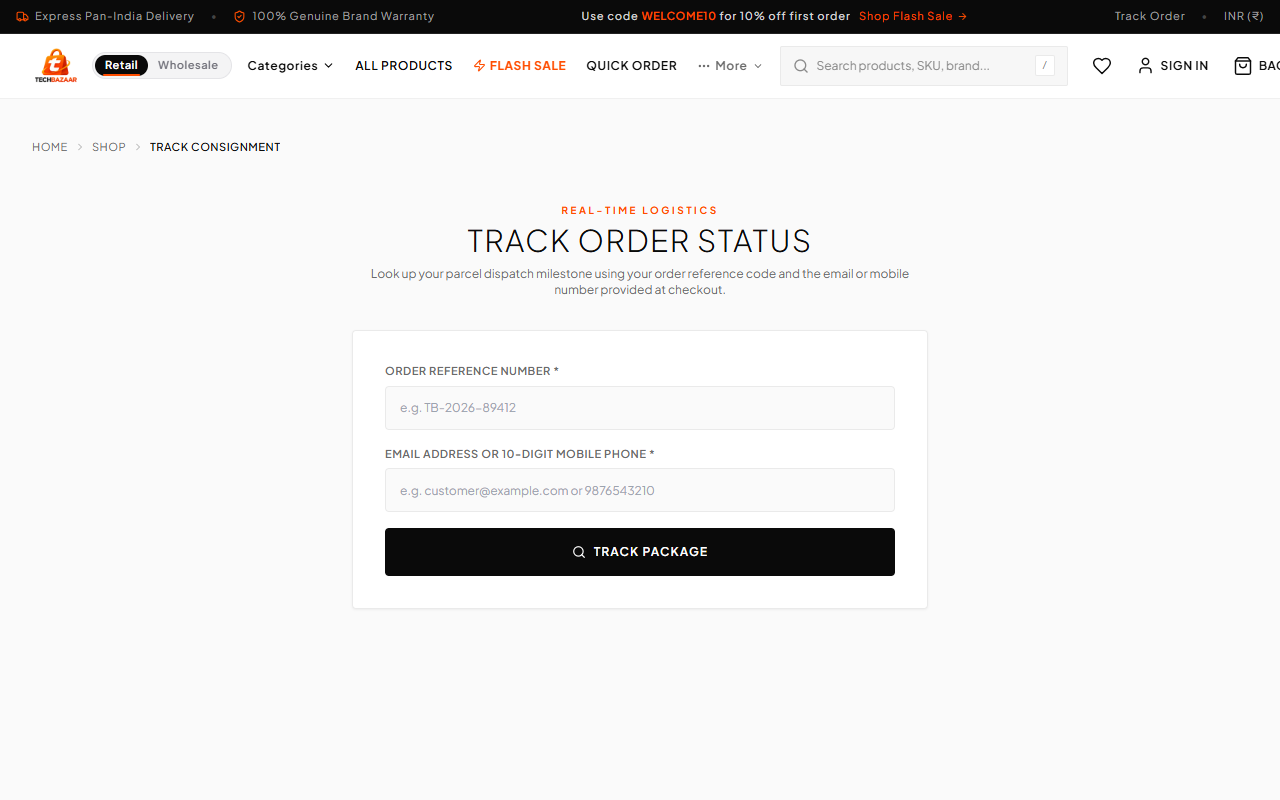 Express Pan-India Delivery • 100% Genuine Brand Warranty Use code WELCOME10 for 10% off first order Shop Flash Sale → Track Order • INR (₹)
TECHBAZAAR Retail Wholesale Categories ALL PRODUCTS FLASH SALE QUICK ORDER ··· More Search products, SKU, brand... / SIGN IN
HOME > SHOP > TRACK CONSIGNMENT
REAL-TIME LOGISTICS
TRACK ORDER STATUS
Look up your parcel dispatch milestone using your order reference code and the email or mobile
number provided at checkout.
ORDER REFERENCE NUMBER *
e.g. TB-2026-89412
EMAIL ADDRESS OR 10-DIGIT MOBILE PHONE *
e.g. customer@example.com or 9876543210
TRACK PACKAGE